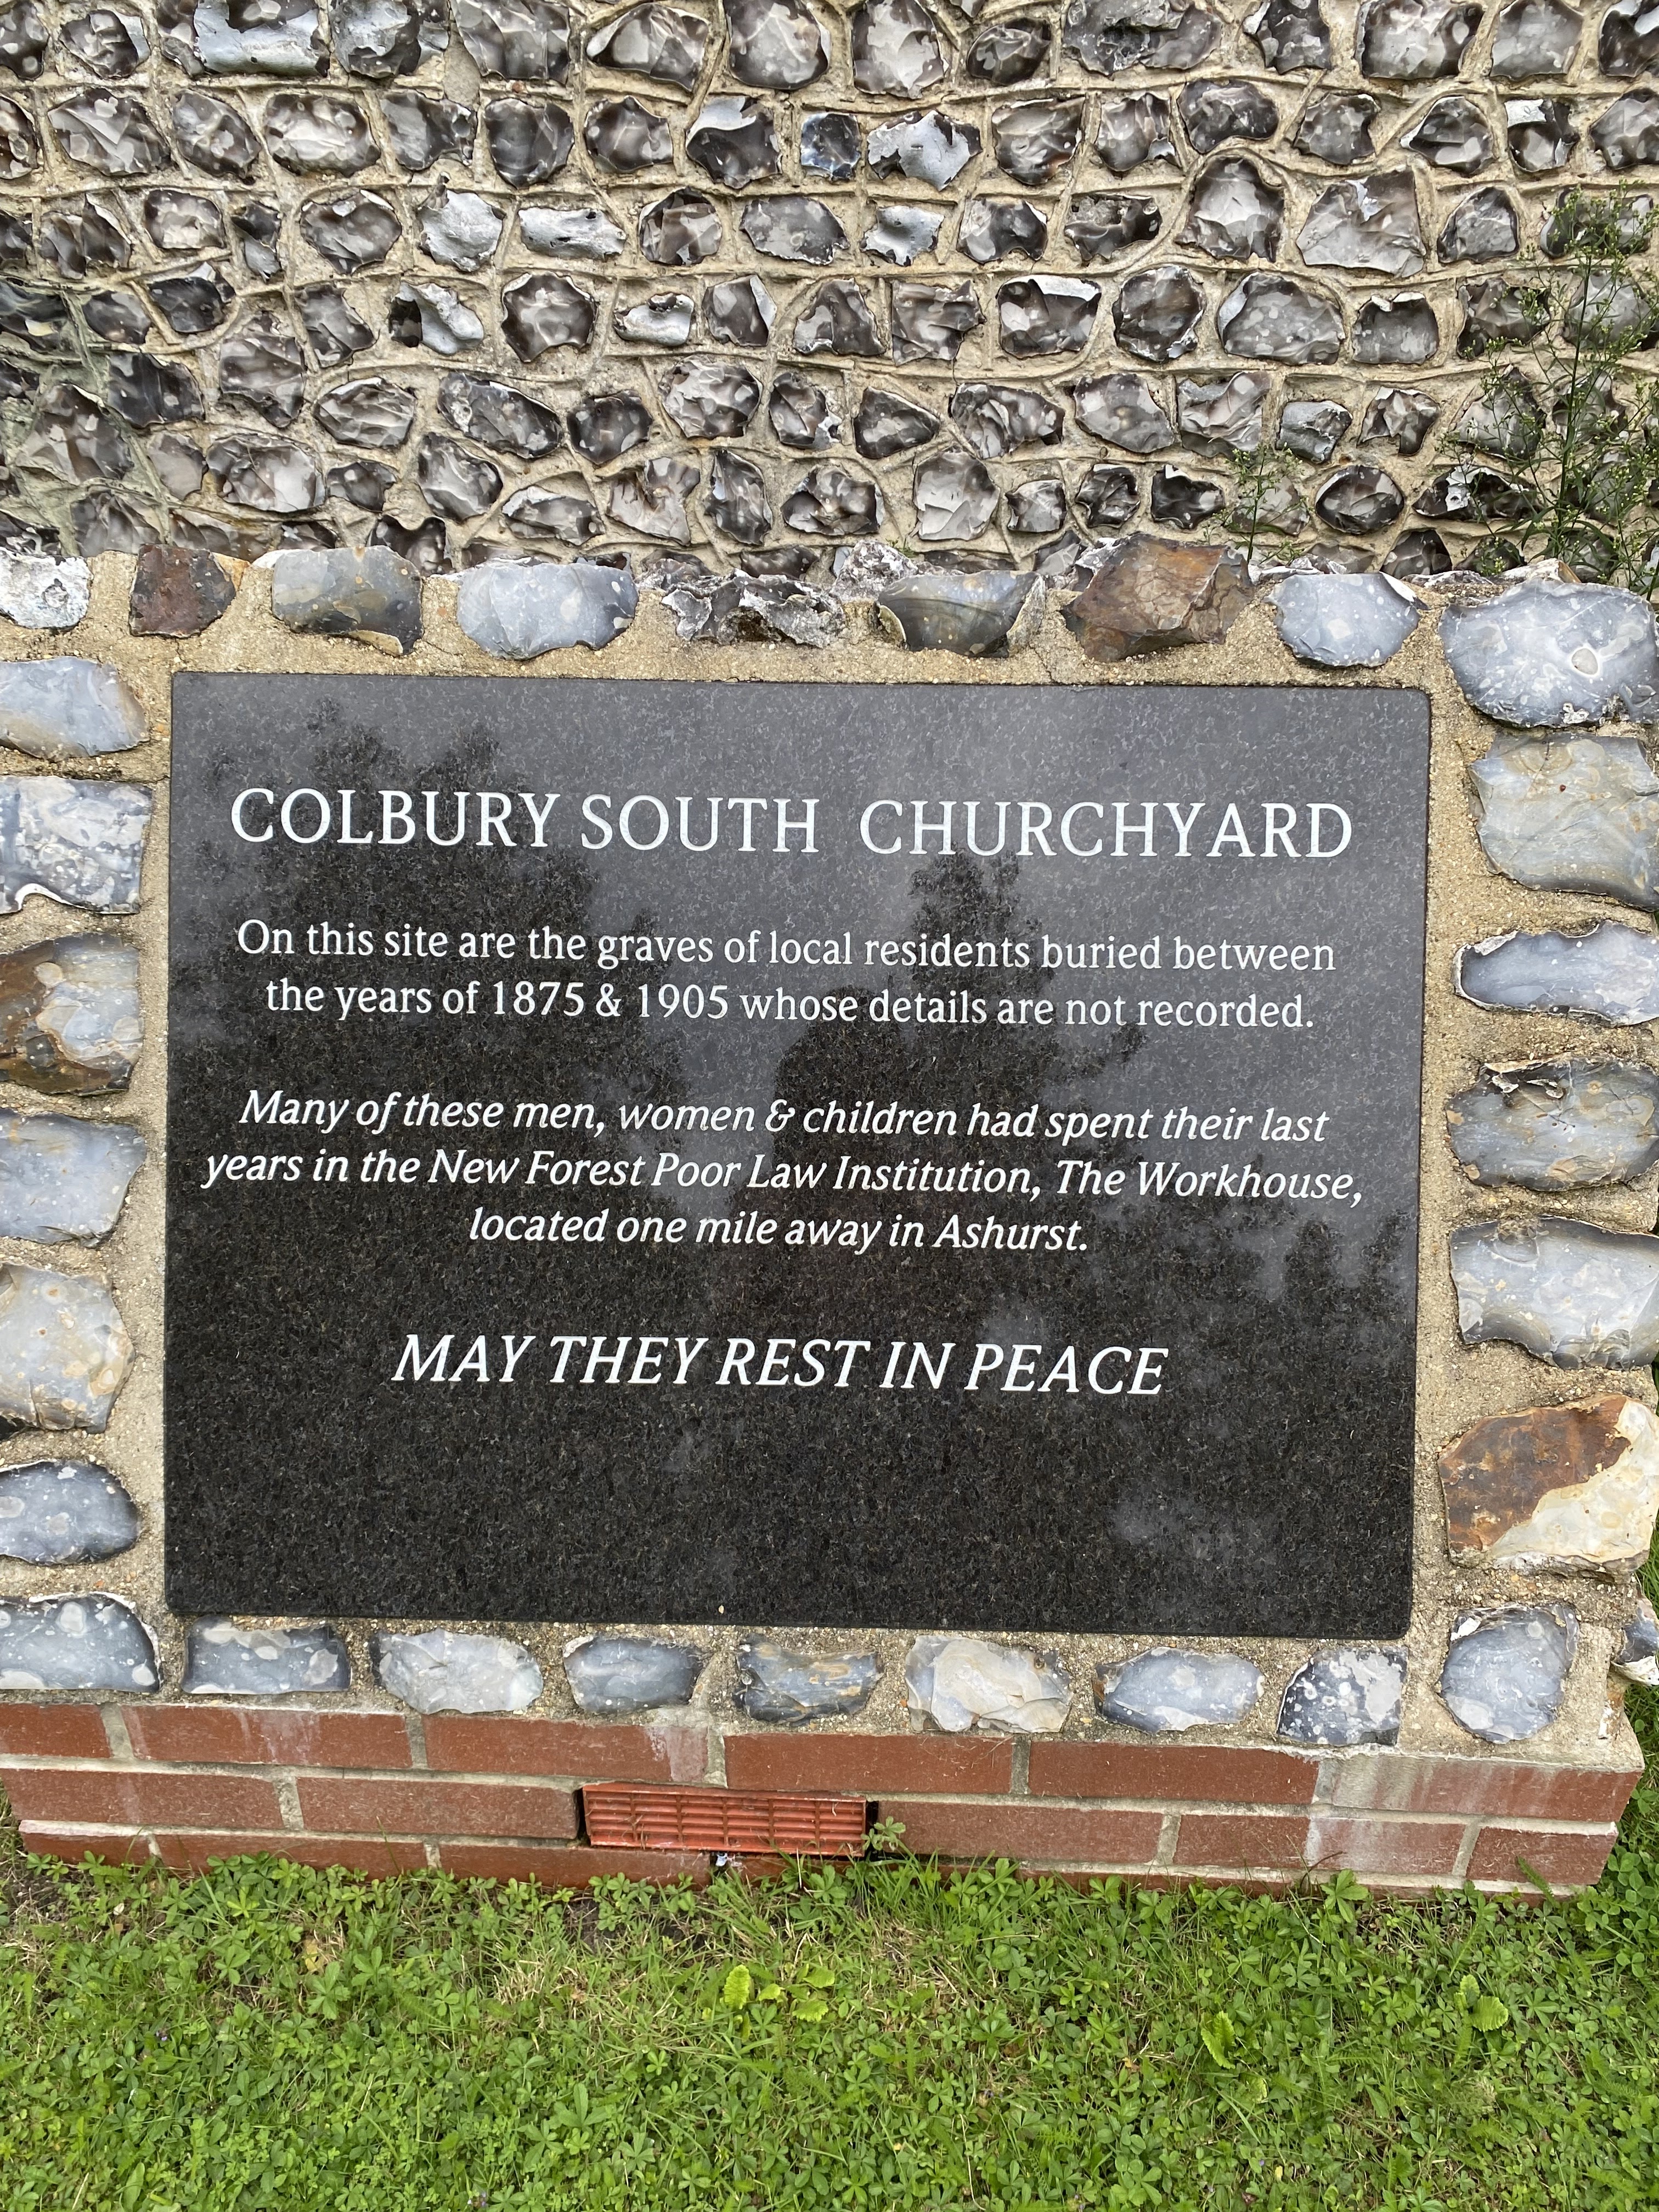 COLBURY SOUTH CHURCHYARD
On this site are the graves of local residents buried between
the years of 1875 & 1905 whose details are not recorded.
Many of these men, women & children had spent their last
years in the New Forest Poor Law Institution, The Workhouse,
located one mile away in Ashurst.
MAY THEY REST IN PEACE